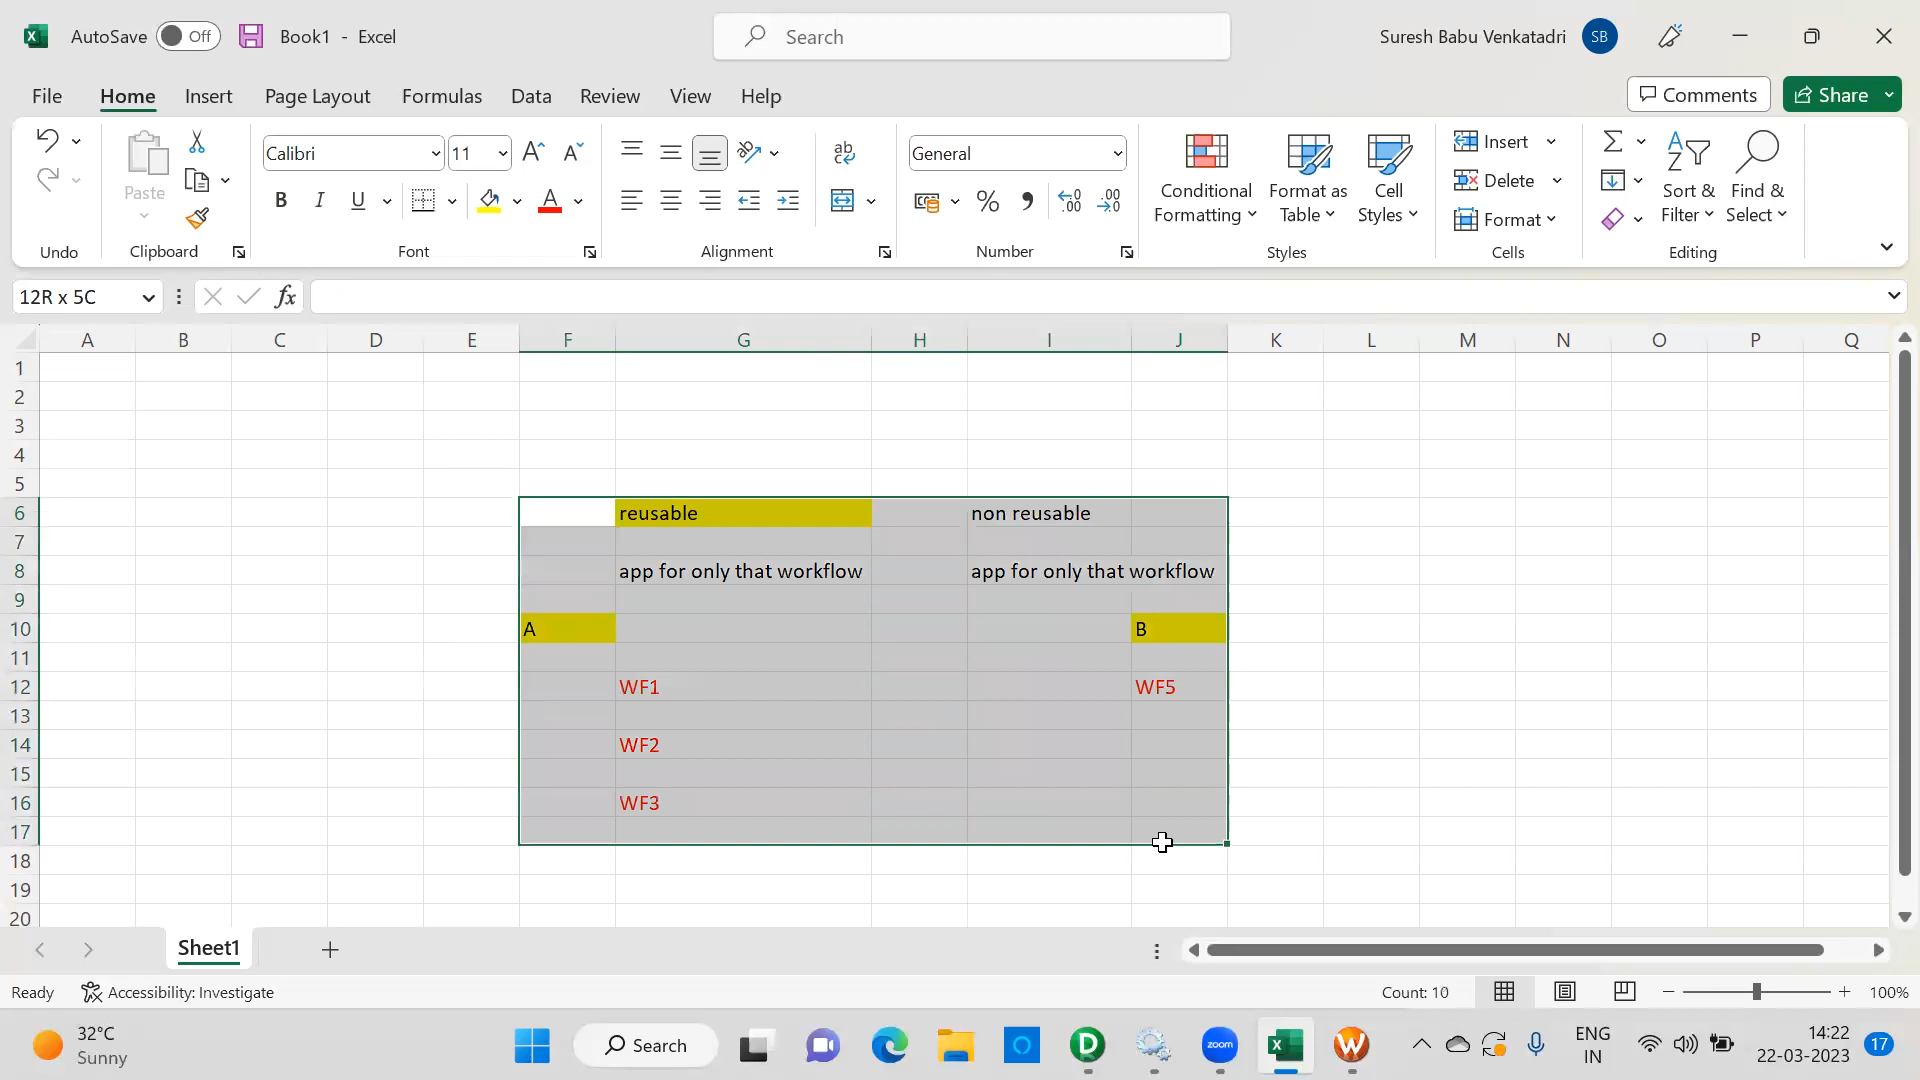 AutoSave Off Book1 - Excel Search Suresh Babu Venkatadri SB
File Home Insert Page Layout Formulas Data Review View Help Comments Share
Paste Calibri 11 General Conditional Formatting Format as Table Cell Styles Insert Delete Format Sort & Filter Find & Select
B I U A ab %
Undo Clipboard Font Alignment Number Styles Cells Editing
12R x 5C fx
A B C D E F G H I J K L M N O P Q
1
2
3
4
5
6 reusable non reusable
7
8 app for only that workflow app for only that workflow
9
10 A B
11
12 WF1 WF5
13
14 WF2
15
16 WF3
17
18
19
20
Sheet1
Ready Accessibility: Investigate Count: 10 100%
32°C Search zoom ENG 14:22
Sunny IN 22-03-2023 17